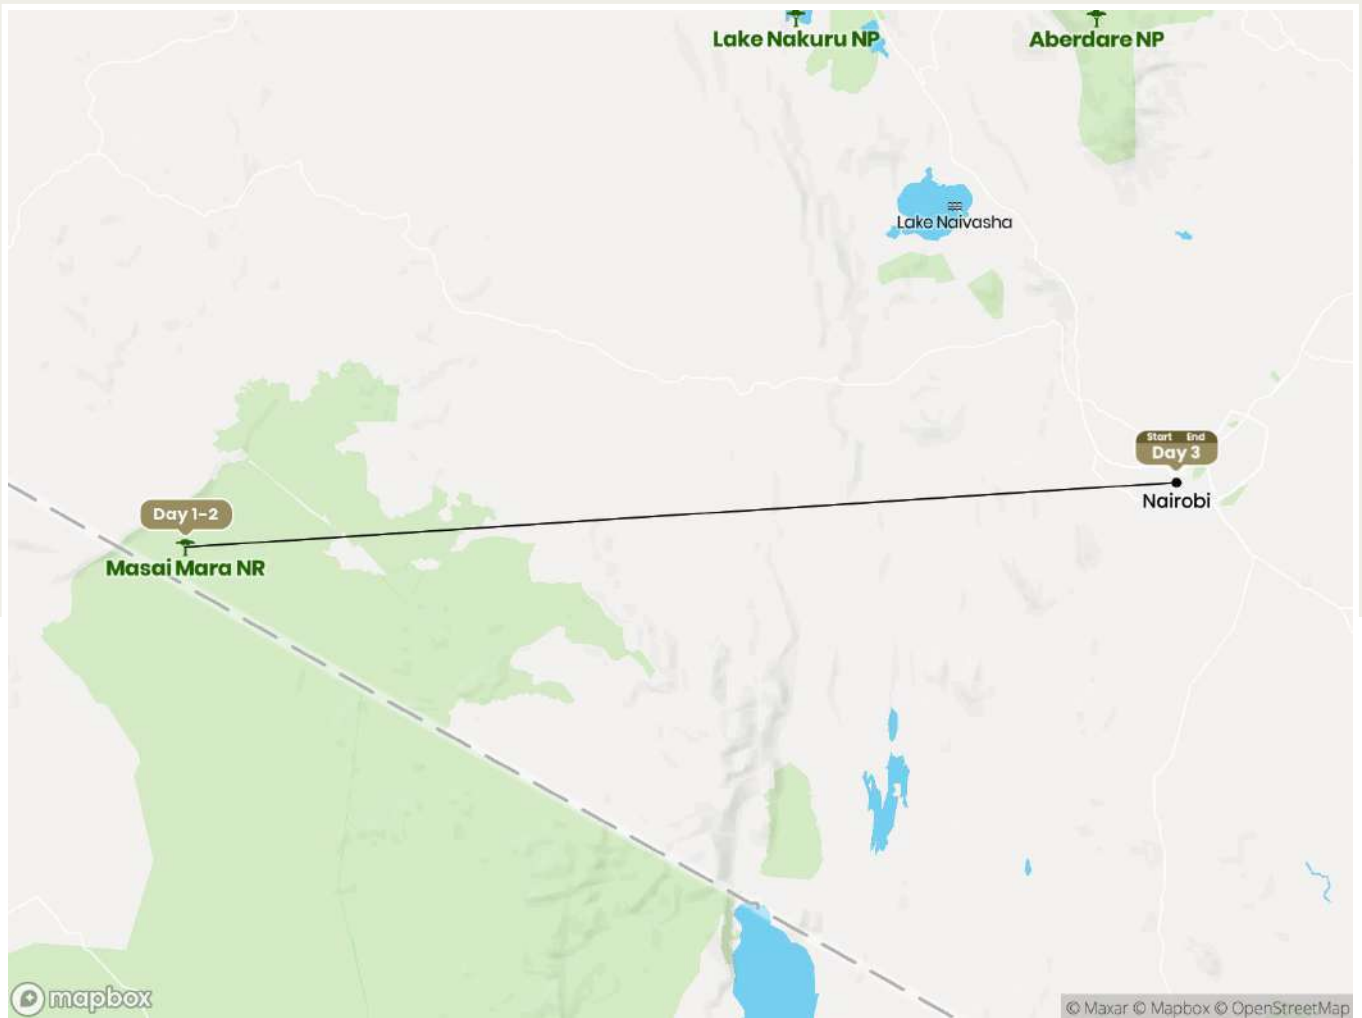 Lake Nakuru NP
Aberdare NP
Lake Naivasha
Start End
Day 3
Nairobi
Day 1-2
Masai Mara NR
mapbox
© Maxar © Mapbox © OpenStreetMap